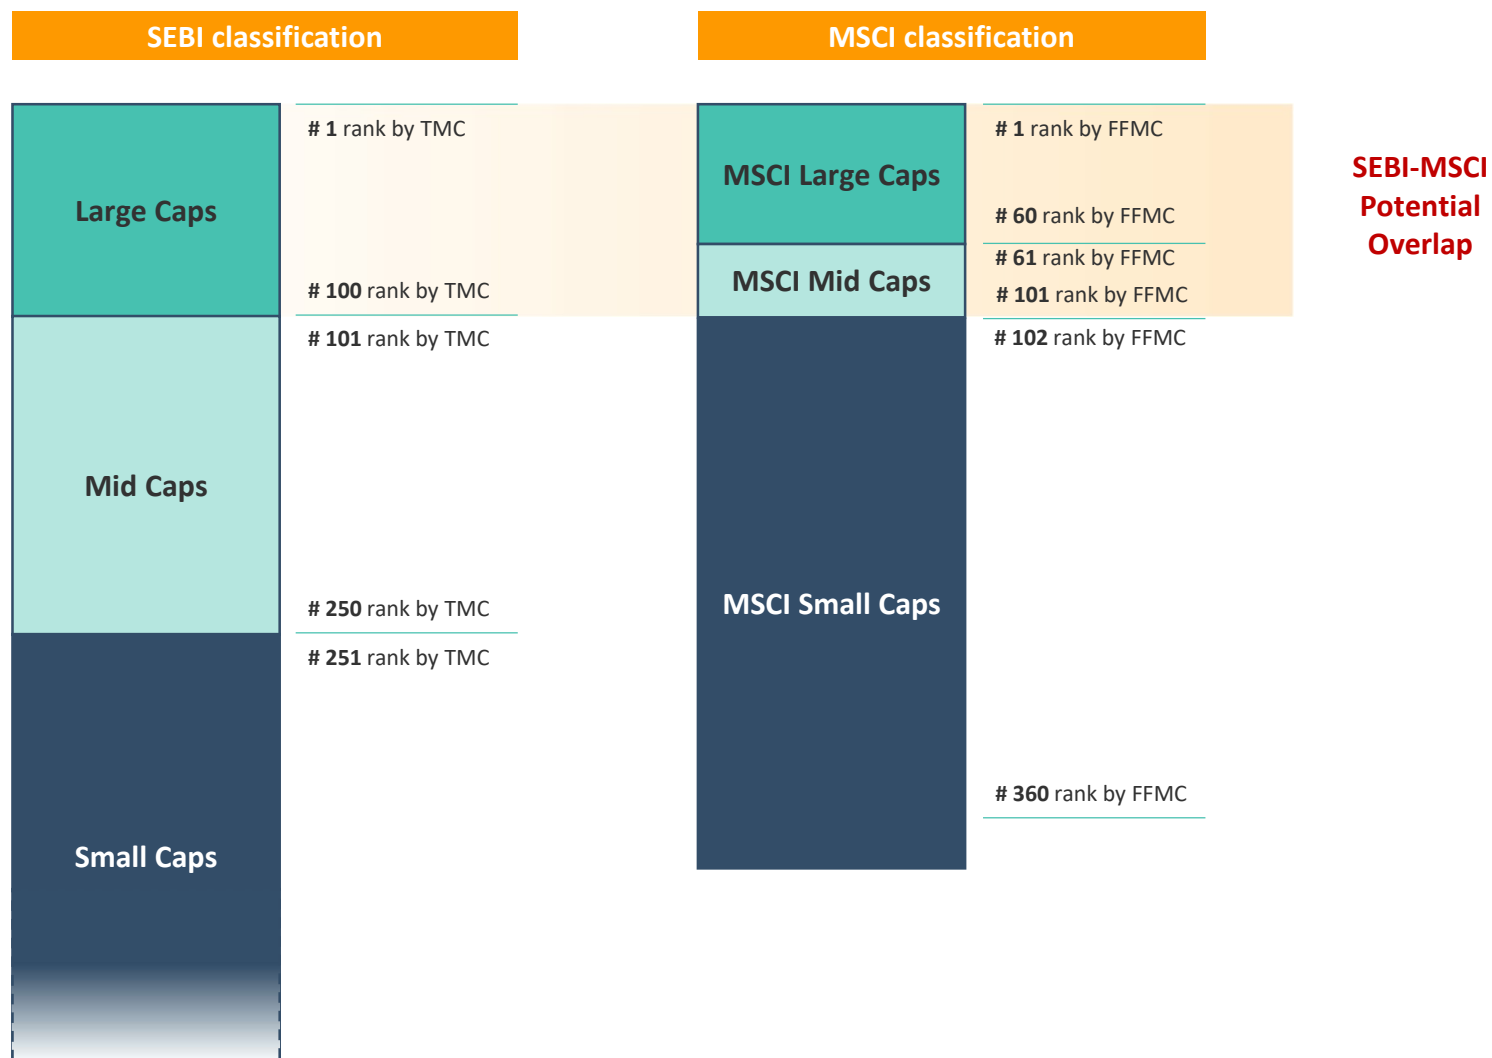 SEBI classification
MSCI classification
Large Caps
# 1 rank by TMC
# 100 rank by TMC
Mid Caps
# 101 rank by TMC
# 250 rank by TMC
Small Caps
# 251 rank by TMC
MSCI Large Caps
# 1 rank by FFMC
# 60 rank by FFMC
MSCI Mid Caps
# 61 rank by FFMC
# 101 rank by FFMC
MSCI Small Caps
# 102 rank by FFMC
# 360 rank by FFMC
SEBI-MSCI
Potential
Overlap